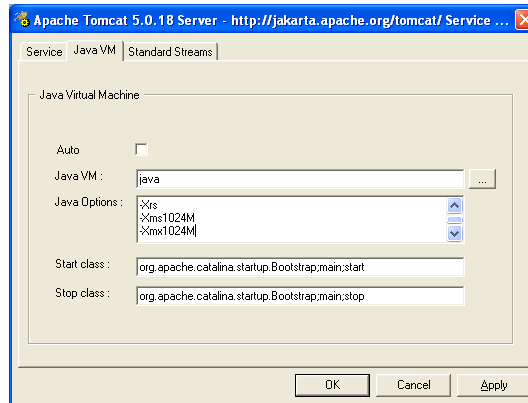 Apache Tomcat 5.0.18 Server - http://jakarta.apache.org/tomcat/ Service ...
Service Java VM Standard Streams
Java Virtual Machine
Auto
Java VM : java ...
Java Options : -Xrs
-Xms1024M
-Xmx1024M
Start class : org.apache.catalina.startup.Bootstrap;main;start
Stop class : org.apache.catalina.startup.Bootstrap;main;stop
OK Cancel Apply